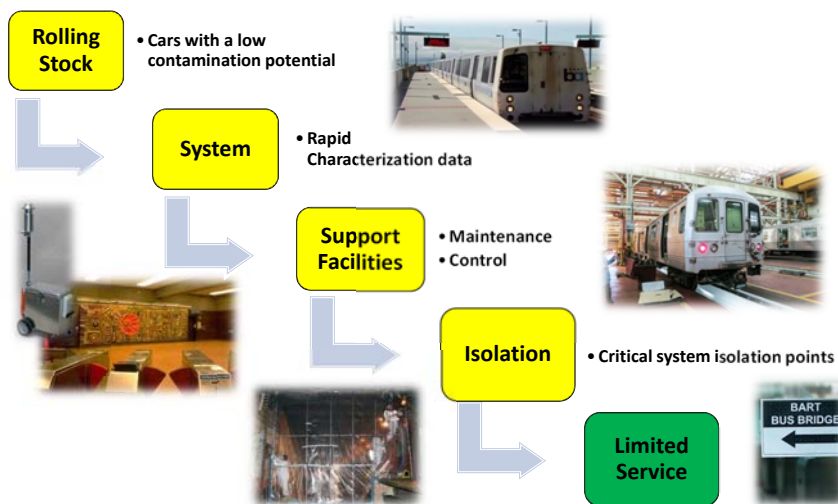 Rolling
Stock
• Cars with a low
contamination potential
System
• Rapid
Characterization data
Support
Facilities
• Maintenance
• Control
Isolation
• Critical system isolation points
BART
BUS BRIDGE
Limited
Service